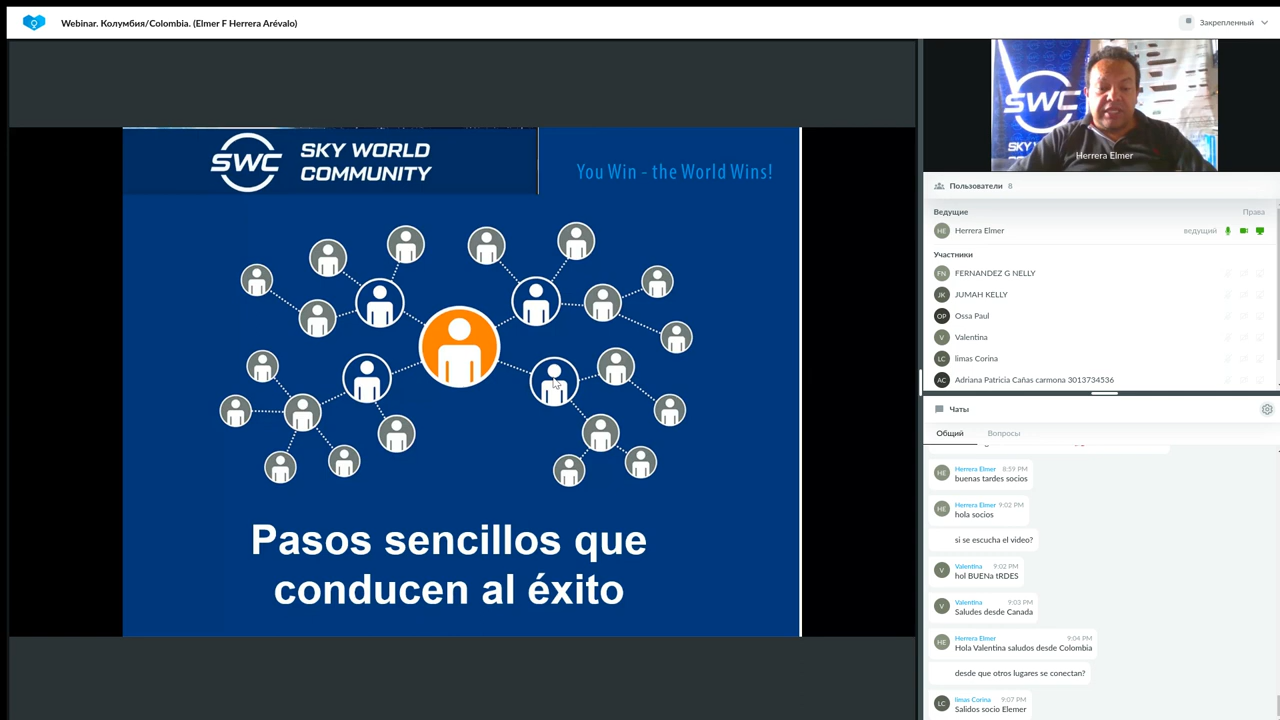 Webinar. Колумбия/Colombia. (Elmer F Herrera Arévalo)
Закрепленный
SWC
SKY WORLD
COMMUNITY
You Win - the World Wins!
Pasos sencillos que
conducen al éxito
SWC
SKY
Herrera Elmer
Пользователи 8
Ведущие Права
HE Herrera Elmer ведущий
Участники
FN FERNANDEZ G NELLY
JK JUMAH KELLY
OP Ossa Paul
V Valentina
LC limas Corina
AC Adriana Patricia Cañas carmona 3013734536
Чаты
Общий Вопросы
HE Herrera Elmer 8:59 PM
buenas tardes socios
HE Herrera Elmer 9:02 PM
hola socios
si se escucha el video?
V Valentina 9:02 PM
hol BUENa tRDES
V Valentina 9:03 PM
Saludes desde Canada
HE Herrera Elmer 9:04 PM
Hola Valentina saludos desde Colombia
desde que otros lugares se conectan?
LC limas Corina 9:07 PM
Salidos socio Elemer